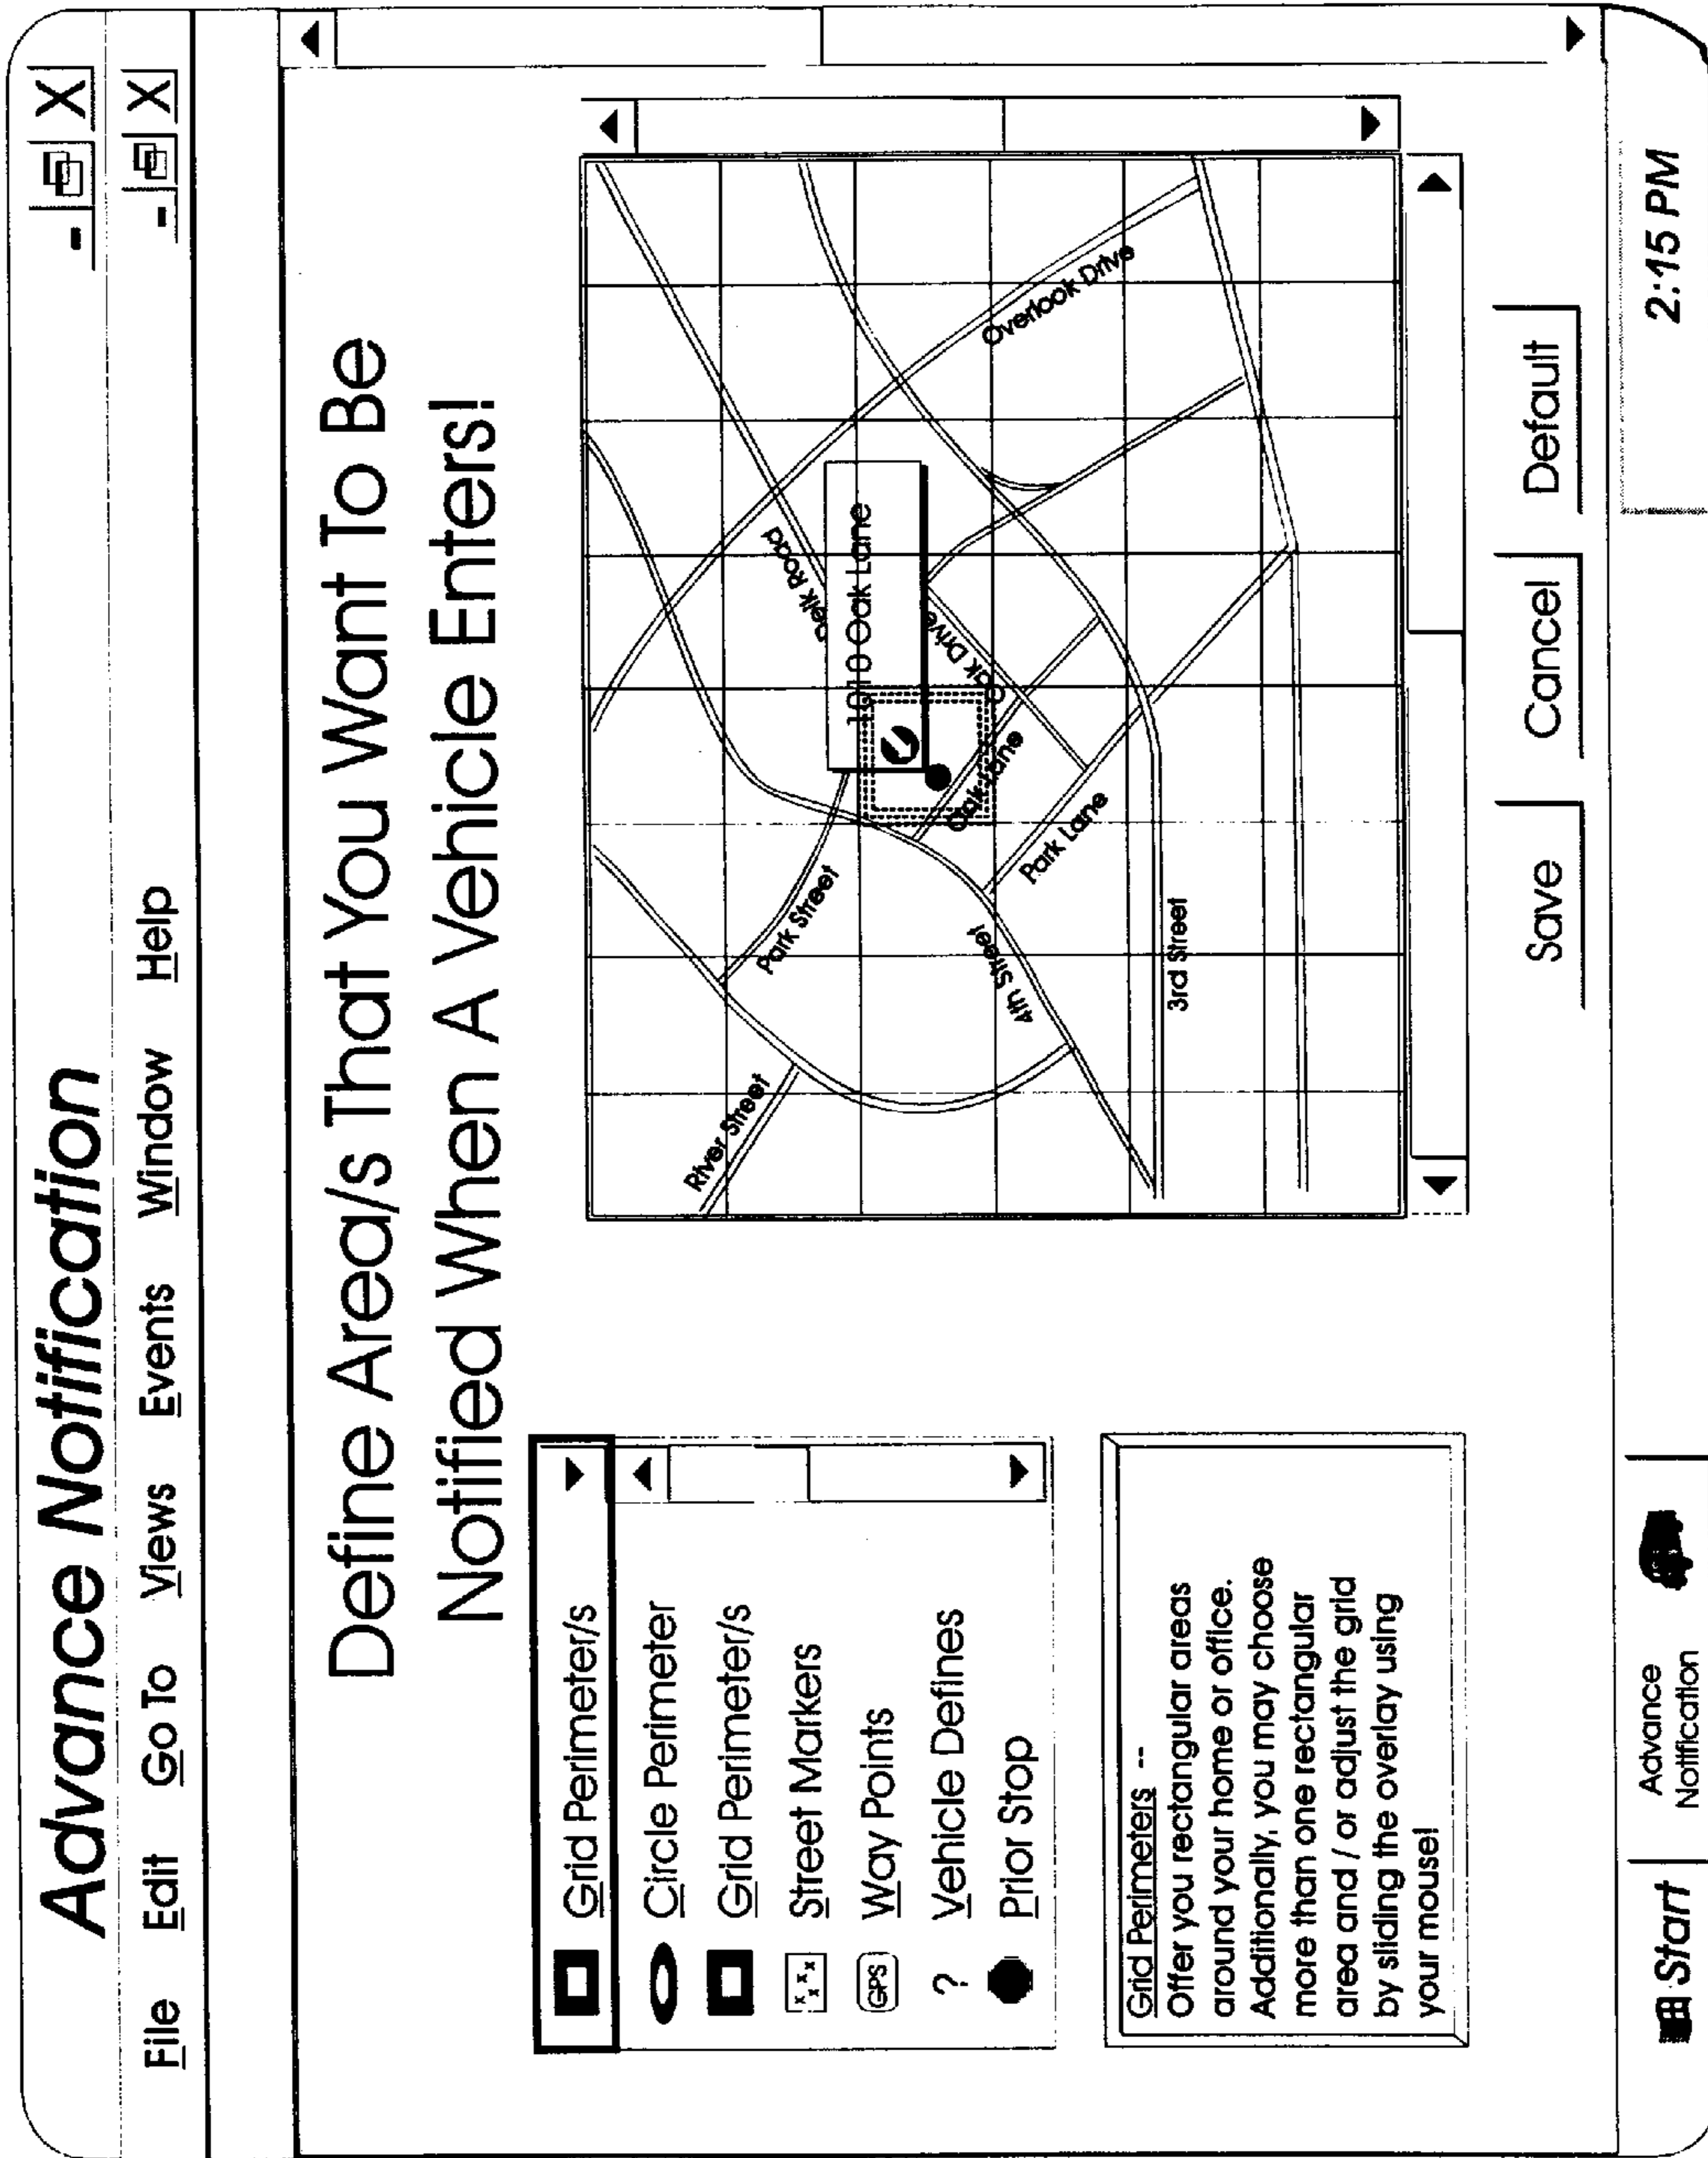 Advance Notification
X
File Edit Go To Views Events Window Help
X
Define Area/s That You Want To Be
Notified When A Vehicle Enters!
Grid Perimeter/s
Circle Perimeter
Grid Perimeter/s
Street Markers
GPS Way Points
? Vehicle Defines
Prior Stop
Grid Perimeters --
Offer you rectangular areas
around your home or office.
Additionally, you may choose
more than one rectangular
area and / or adjust the grid
by sliding the overlay using
your mouse!
River Street
Park Street
Belk Road
1010 Oak Lane
Oak Drive
Oak Lane
Overlook Drive
4th Street
Park Lane
3rd Street
Save Cancel Default
Start
Advance
Notification
2:15 PM